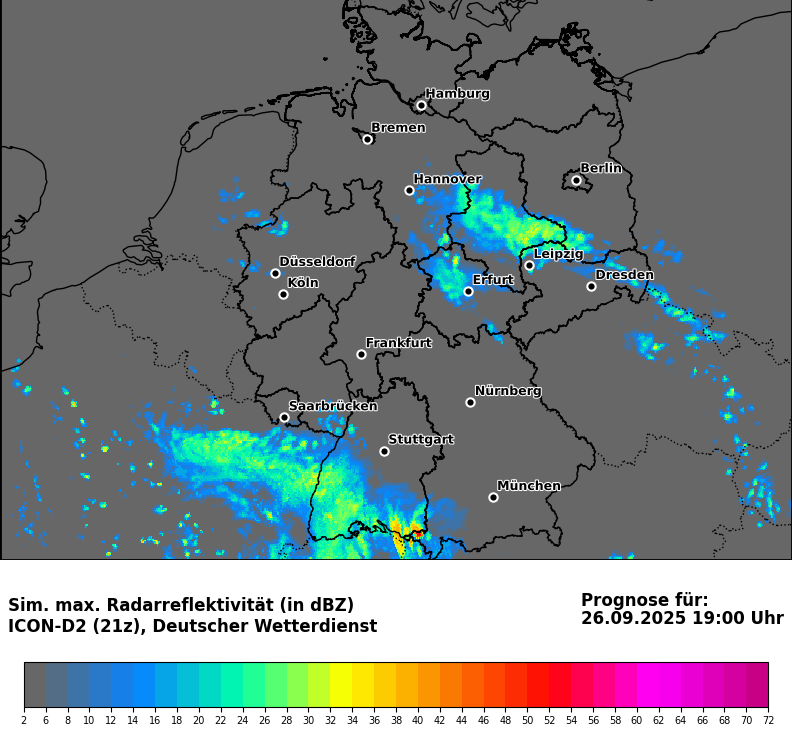 Hamburg
Bremen
Berlin
Hannover
Leipzig
Düsseldorf
Dresden
Köln
Erfurt
Frankfurt
Nürnberg
Saarbrücken
Stuttgart
München
Sim. max. Radarreflektivität (in dBZ)
ICON-D2 (21z), Deutscher Wetterdienst
Prognose für:
26.09.2025 19:00 Uhr
2 6 8 10 12 14 16 18 20 22 24 26 28 30 32 34 36 38 40 42 44 46 48 50 52 54 56 58 60 62 64 66 68 70 72